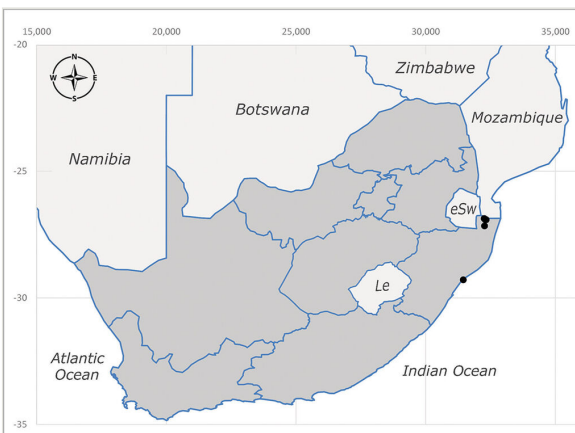 15,000 20,000 25,000 30,000 35,000
-20
N
W E
S
Zimbabwe
Botswana
Mozambique
Namibia
-25
eSw
Le
-30
Atlantic
Ocean
Indian Ocean
-35